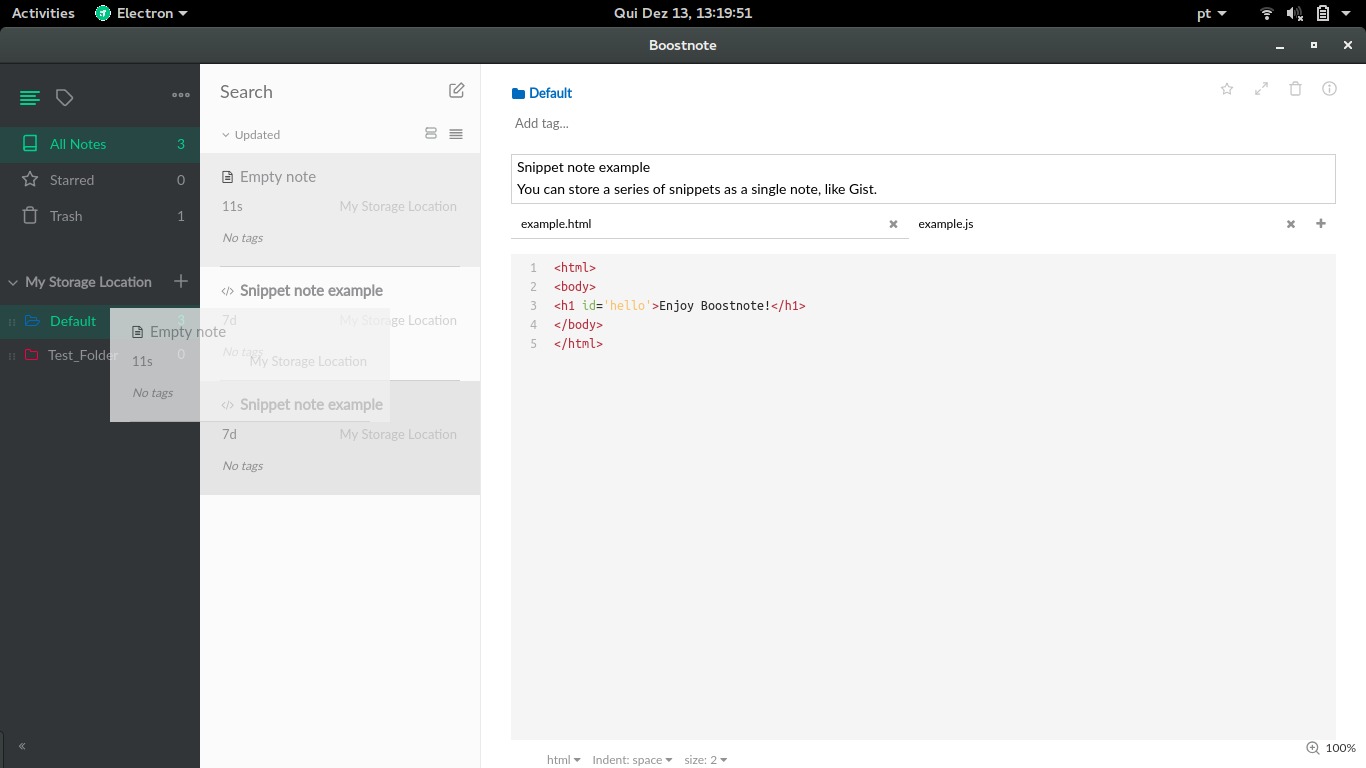 Activities Electron Qui Dez 13, 13:19:51 pt
Boostnote
All Notes 3
Starred 0
Trash 1
My Storage Location
Default 3
Test_Folder 0
Search
Updated
Empty note
11s My Storage Location
No tags
Snippet note example
7d My Storage Location
No tags
Snippet note example
7d My Storage Location
No tags
Empty note
11s My Storage Location
No tags
Default
Add tag...
Snippet note example
You can store a series of snippets as a single note, like Gist.
example.html example.js
1 <html>
2 <body>
3 <h1 id='hello'>Enjoy Boostnote!</h1>
4 </body>
5 </html>
100%
html Indent: space size: 2